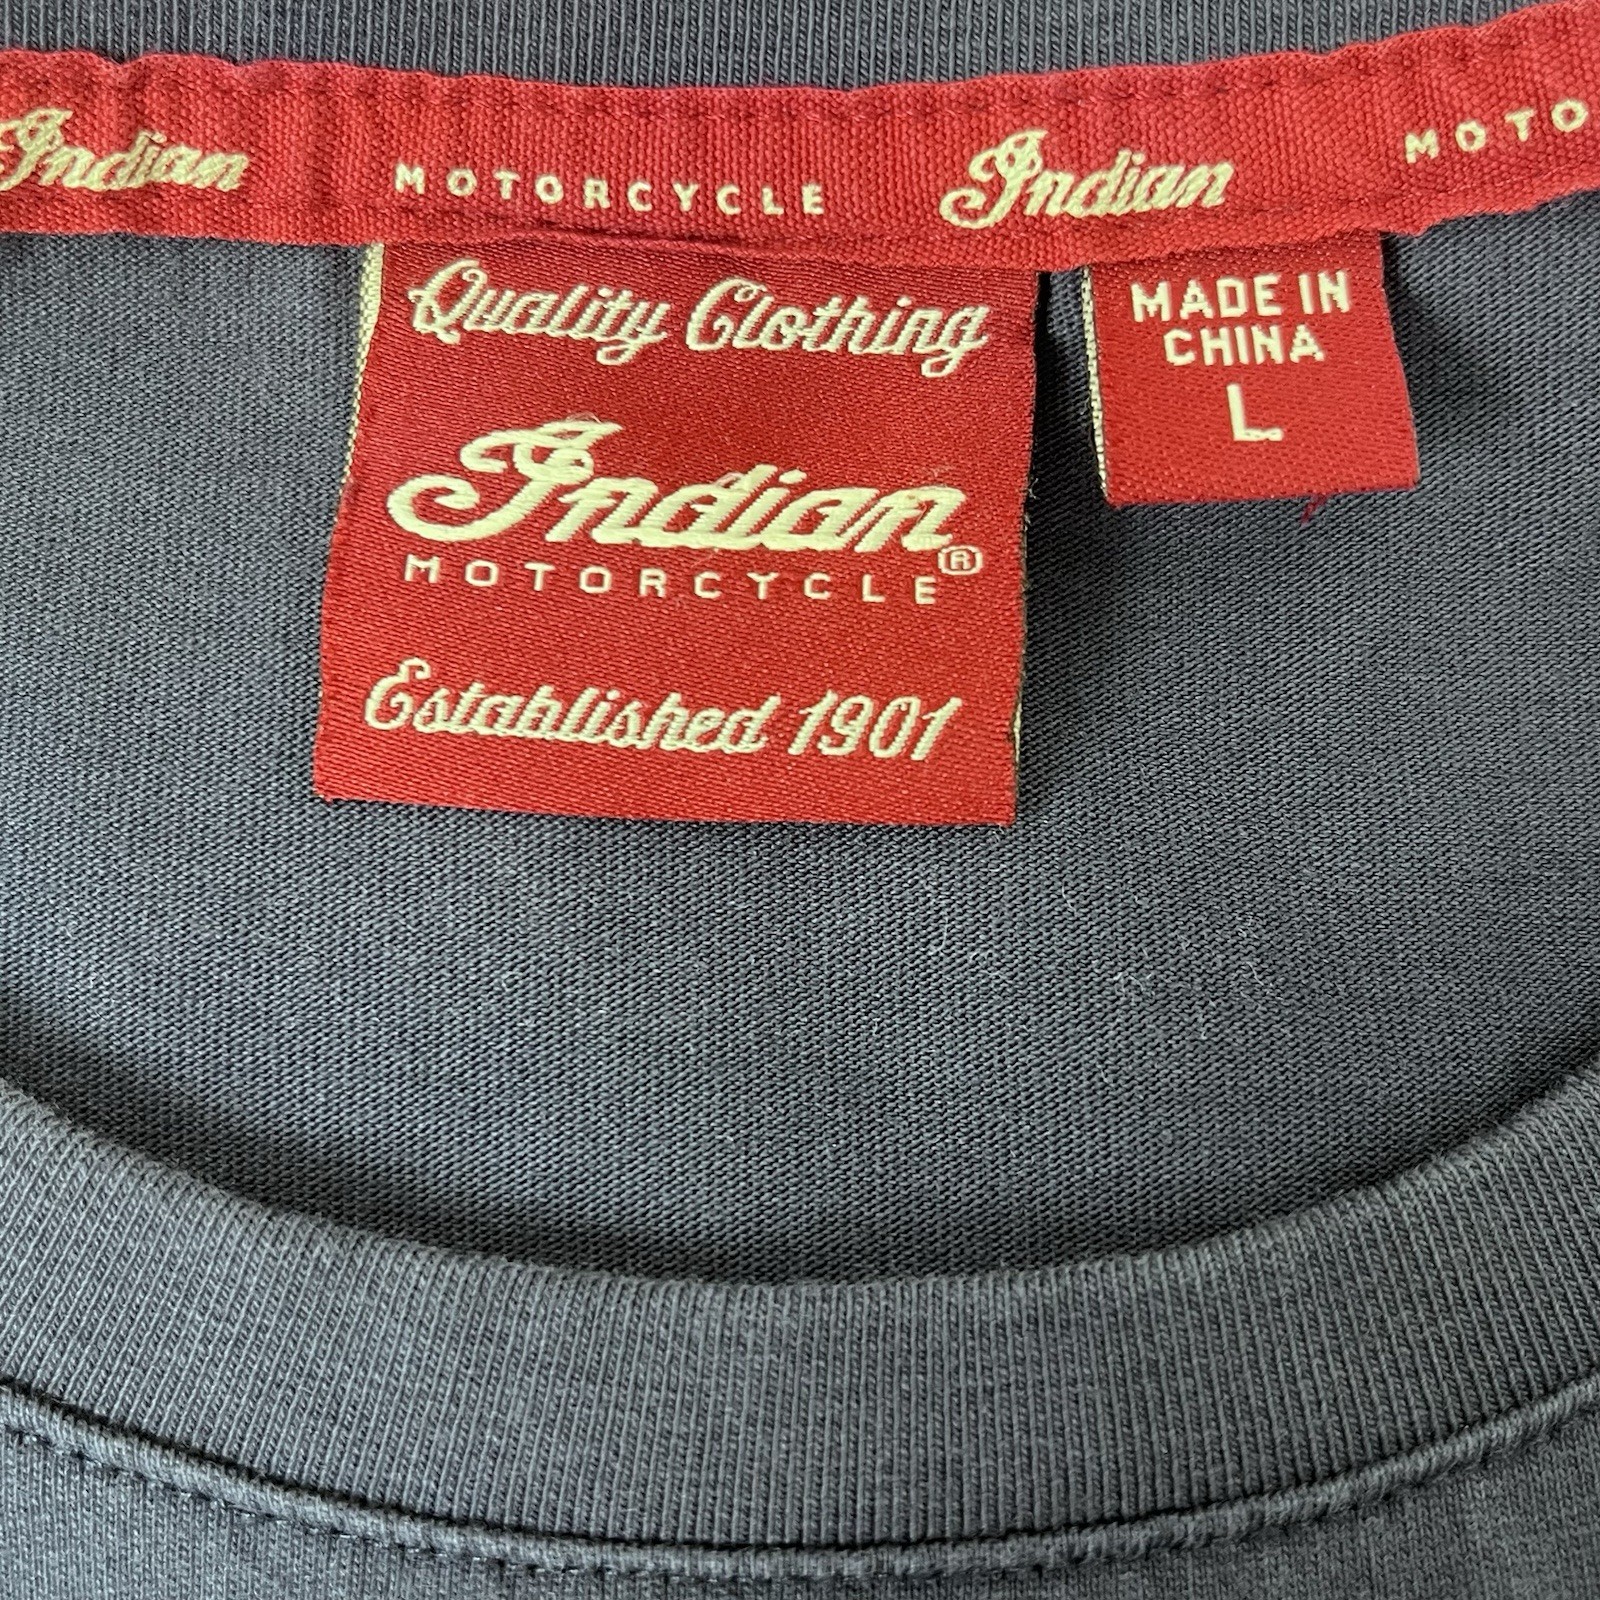 Indian MOTORCYCLE Indian MOTO
Quality Clothing
Indian
MOTORCYCLE®
Established 1901
MADE IN
CHINA
L